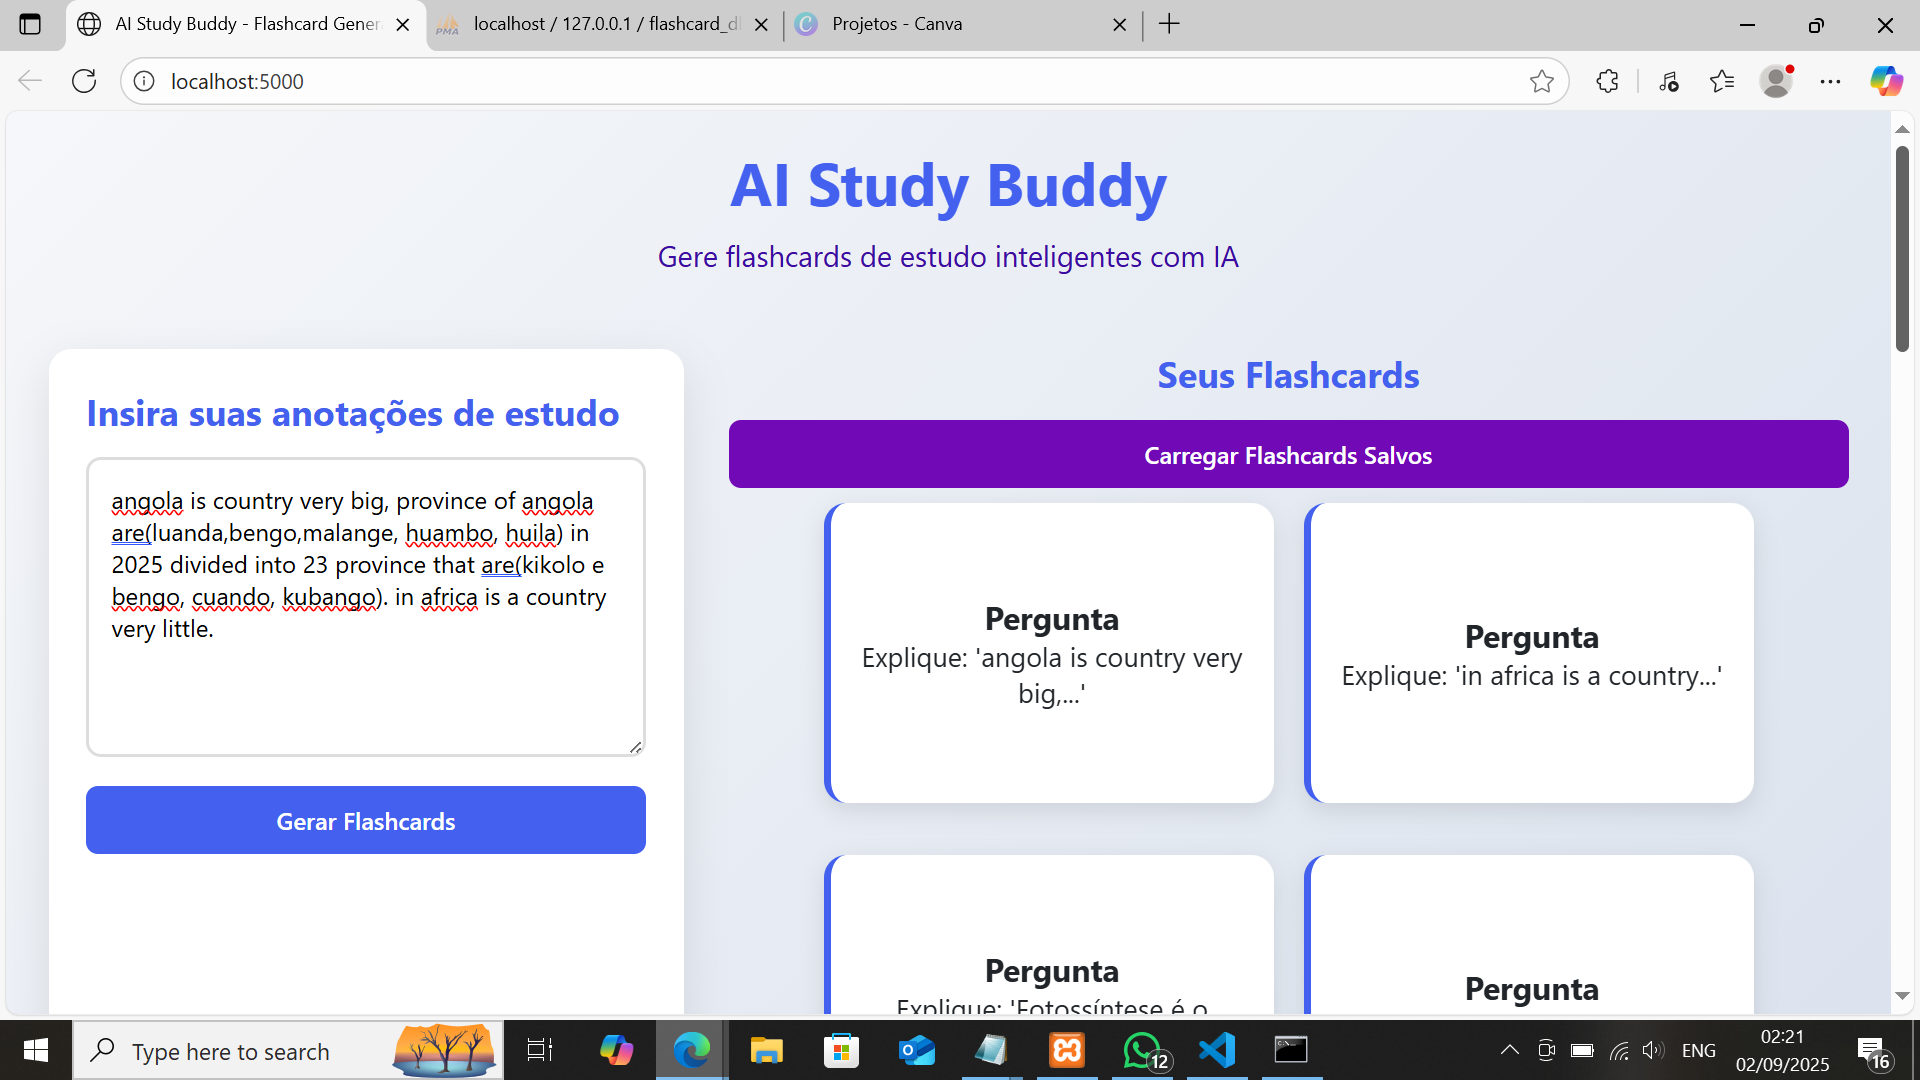 AI Study Buddy - Flashcard Gener
localhost / 127.0.0.1 / flashcard_d
Projetos - Canva
PMA
localhost:5000
AI Study Buddy
Gere flashcards de estudo inteligentes com IA
Insira suas anotações de estudo
angola is country very big, province of angola
are(luanda,bengo,malange, huambo, huila) in
2025 divided into 23 province that are(kikolo e
bengo, cuando, kubango). in africa is a country
very little.
Gerar Flashcards
Seus Flashcards
Carregar Flashcards Salvos
Pergunta
Explique: 'angola is country very
big,...'
Pergunta
Explique: 'in africa is a country...'
Pergunta
Explique: 'Fotossíntese é o
Pergunta
Type here to search
12
ENG
02:21
02/09/2025
16